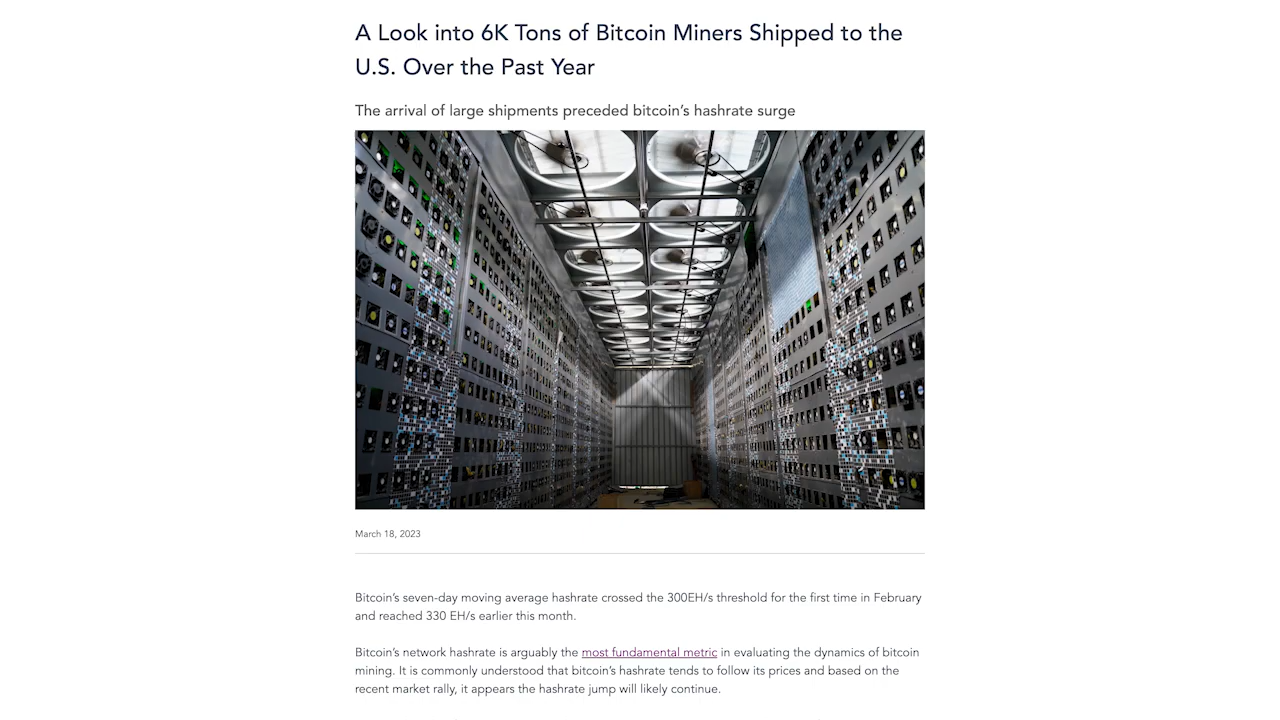 A Look into 6K Tons of Bitcoin Miners Shipped to the
U.S. Over the Past Year
The arrival of large shipments preceded bitcoin’s hashrate surge
March 18, 2023
Bitcoin’s seven-day moving average hashrate crossed the 300EH/s threshold for the first time in February
and reached 330 EH/s earlier this month.
Bitcoin’s network hashrate is arguably the most fundamental metric in evaluating the dynamics of bitcoin
mining. It is commonly understood that bitcoin’s hashrate tends to follow its prices and based on the
recent market rally, it appears the hashrate jump will likely continue.